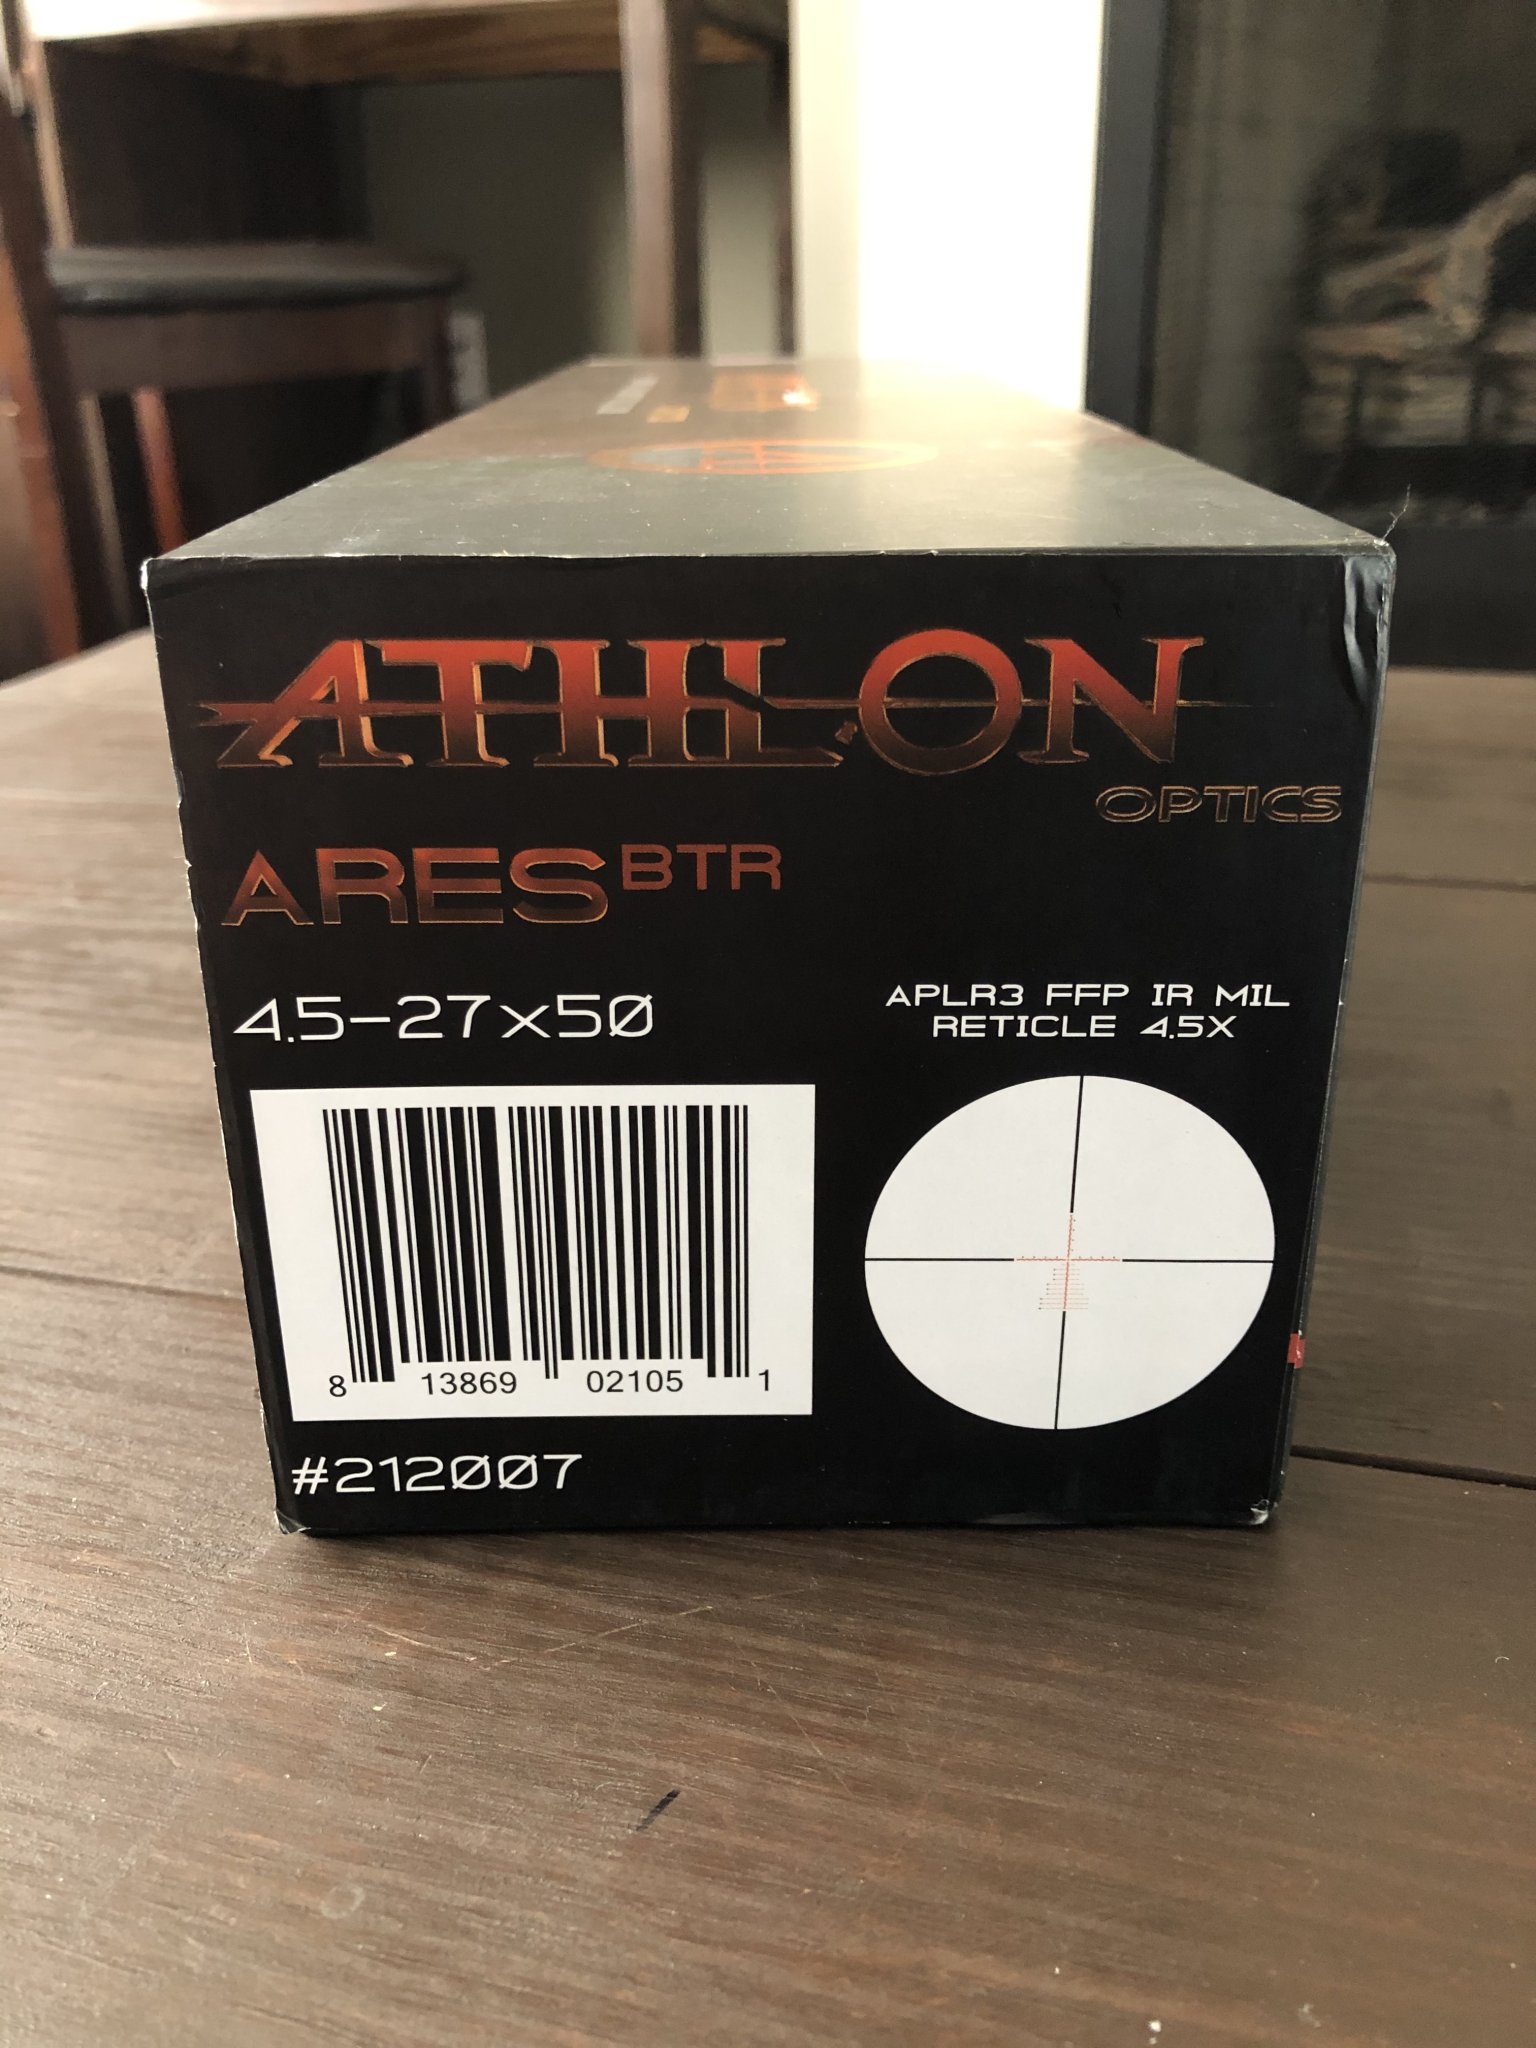 ATHLON
OPTICS
ARES BTR
4.5-27x50
APLR3 FFP IR MIL
RETICLE 4.5X
8 13869 02105 1
#212007